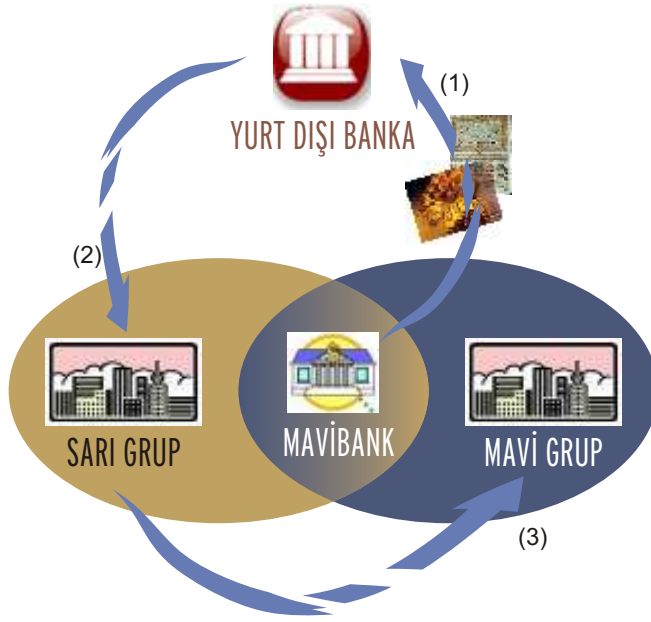 (1)
YURT DIŞI BANKA
(2)
SARI GRUP
MAVİBANK
MAVİ GRUP
(3)